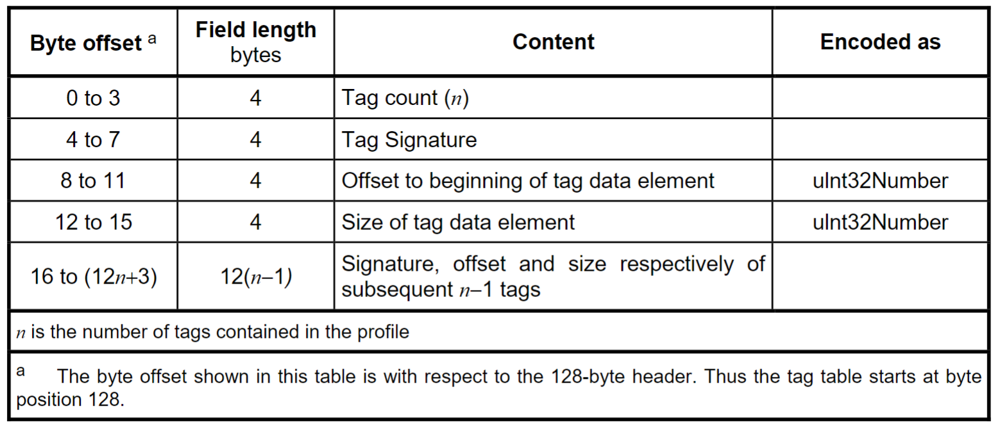 Byte offset a
Field length
bytes
Content
Encoded as
0 to 3
4
Tag count (n)
4 to 7
4
Tag Signature
8 to 11
4
Offset to beginning of tag data element
uInt32Number
12 to 15
4
Size of tag data element
uInt32Number
16 to (12n+3)
12(n–1)
Signature, offset and size respectively of
subsequent n–1 tags
n is the number of tags contained in the profile
a The byte offset shown in this table is with respect to the 128-byte header. Thus the tag table starts at byte
position 128.